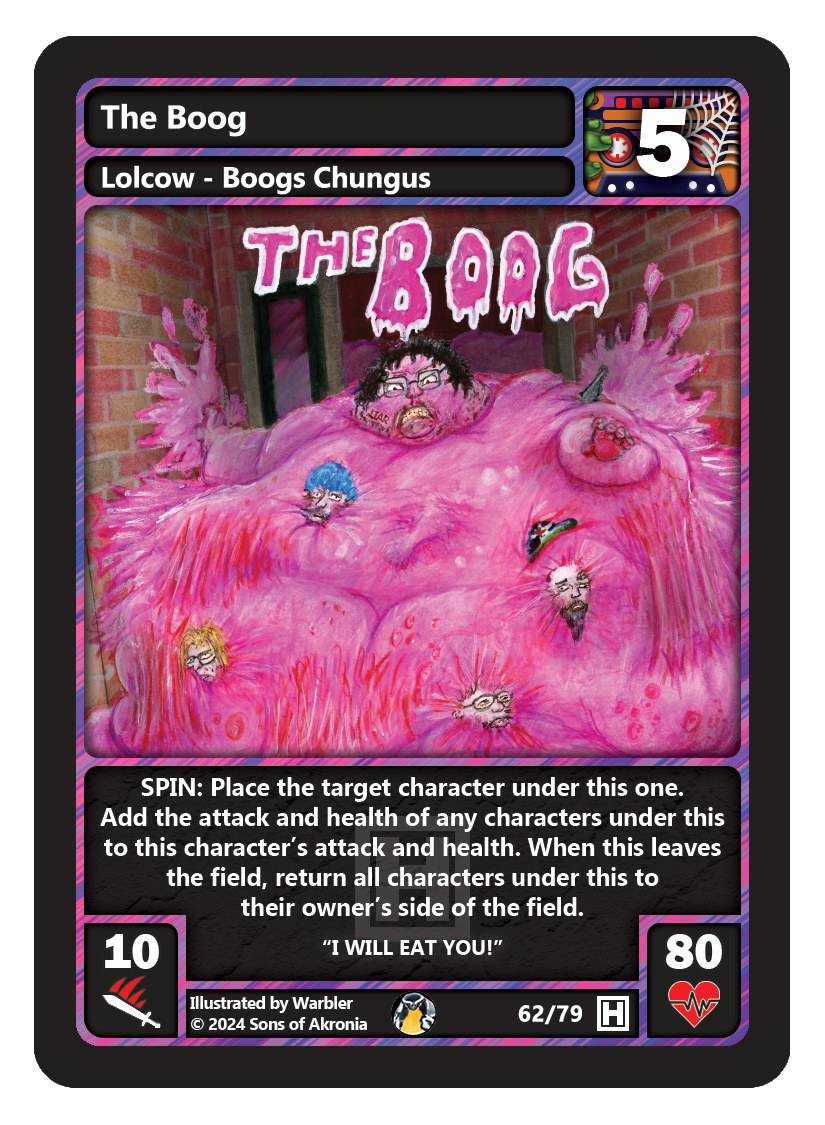 The Boog
5
Lolcow - Boogs Chungus
THE BOOG
SPIN: Place the target character under this one.
Add the attack and health of any characters under this
to this character’s attack and health. When this leaves
the field, return all characters under this to
their owner’s side of the field.
“I WILL EAT YOU!”
10
80
Illustrated by Warbler
© 2024 Sons of Akronia
62/79
H